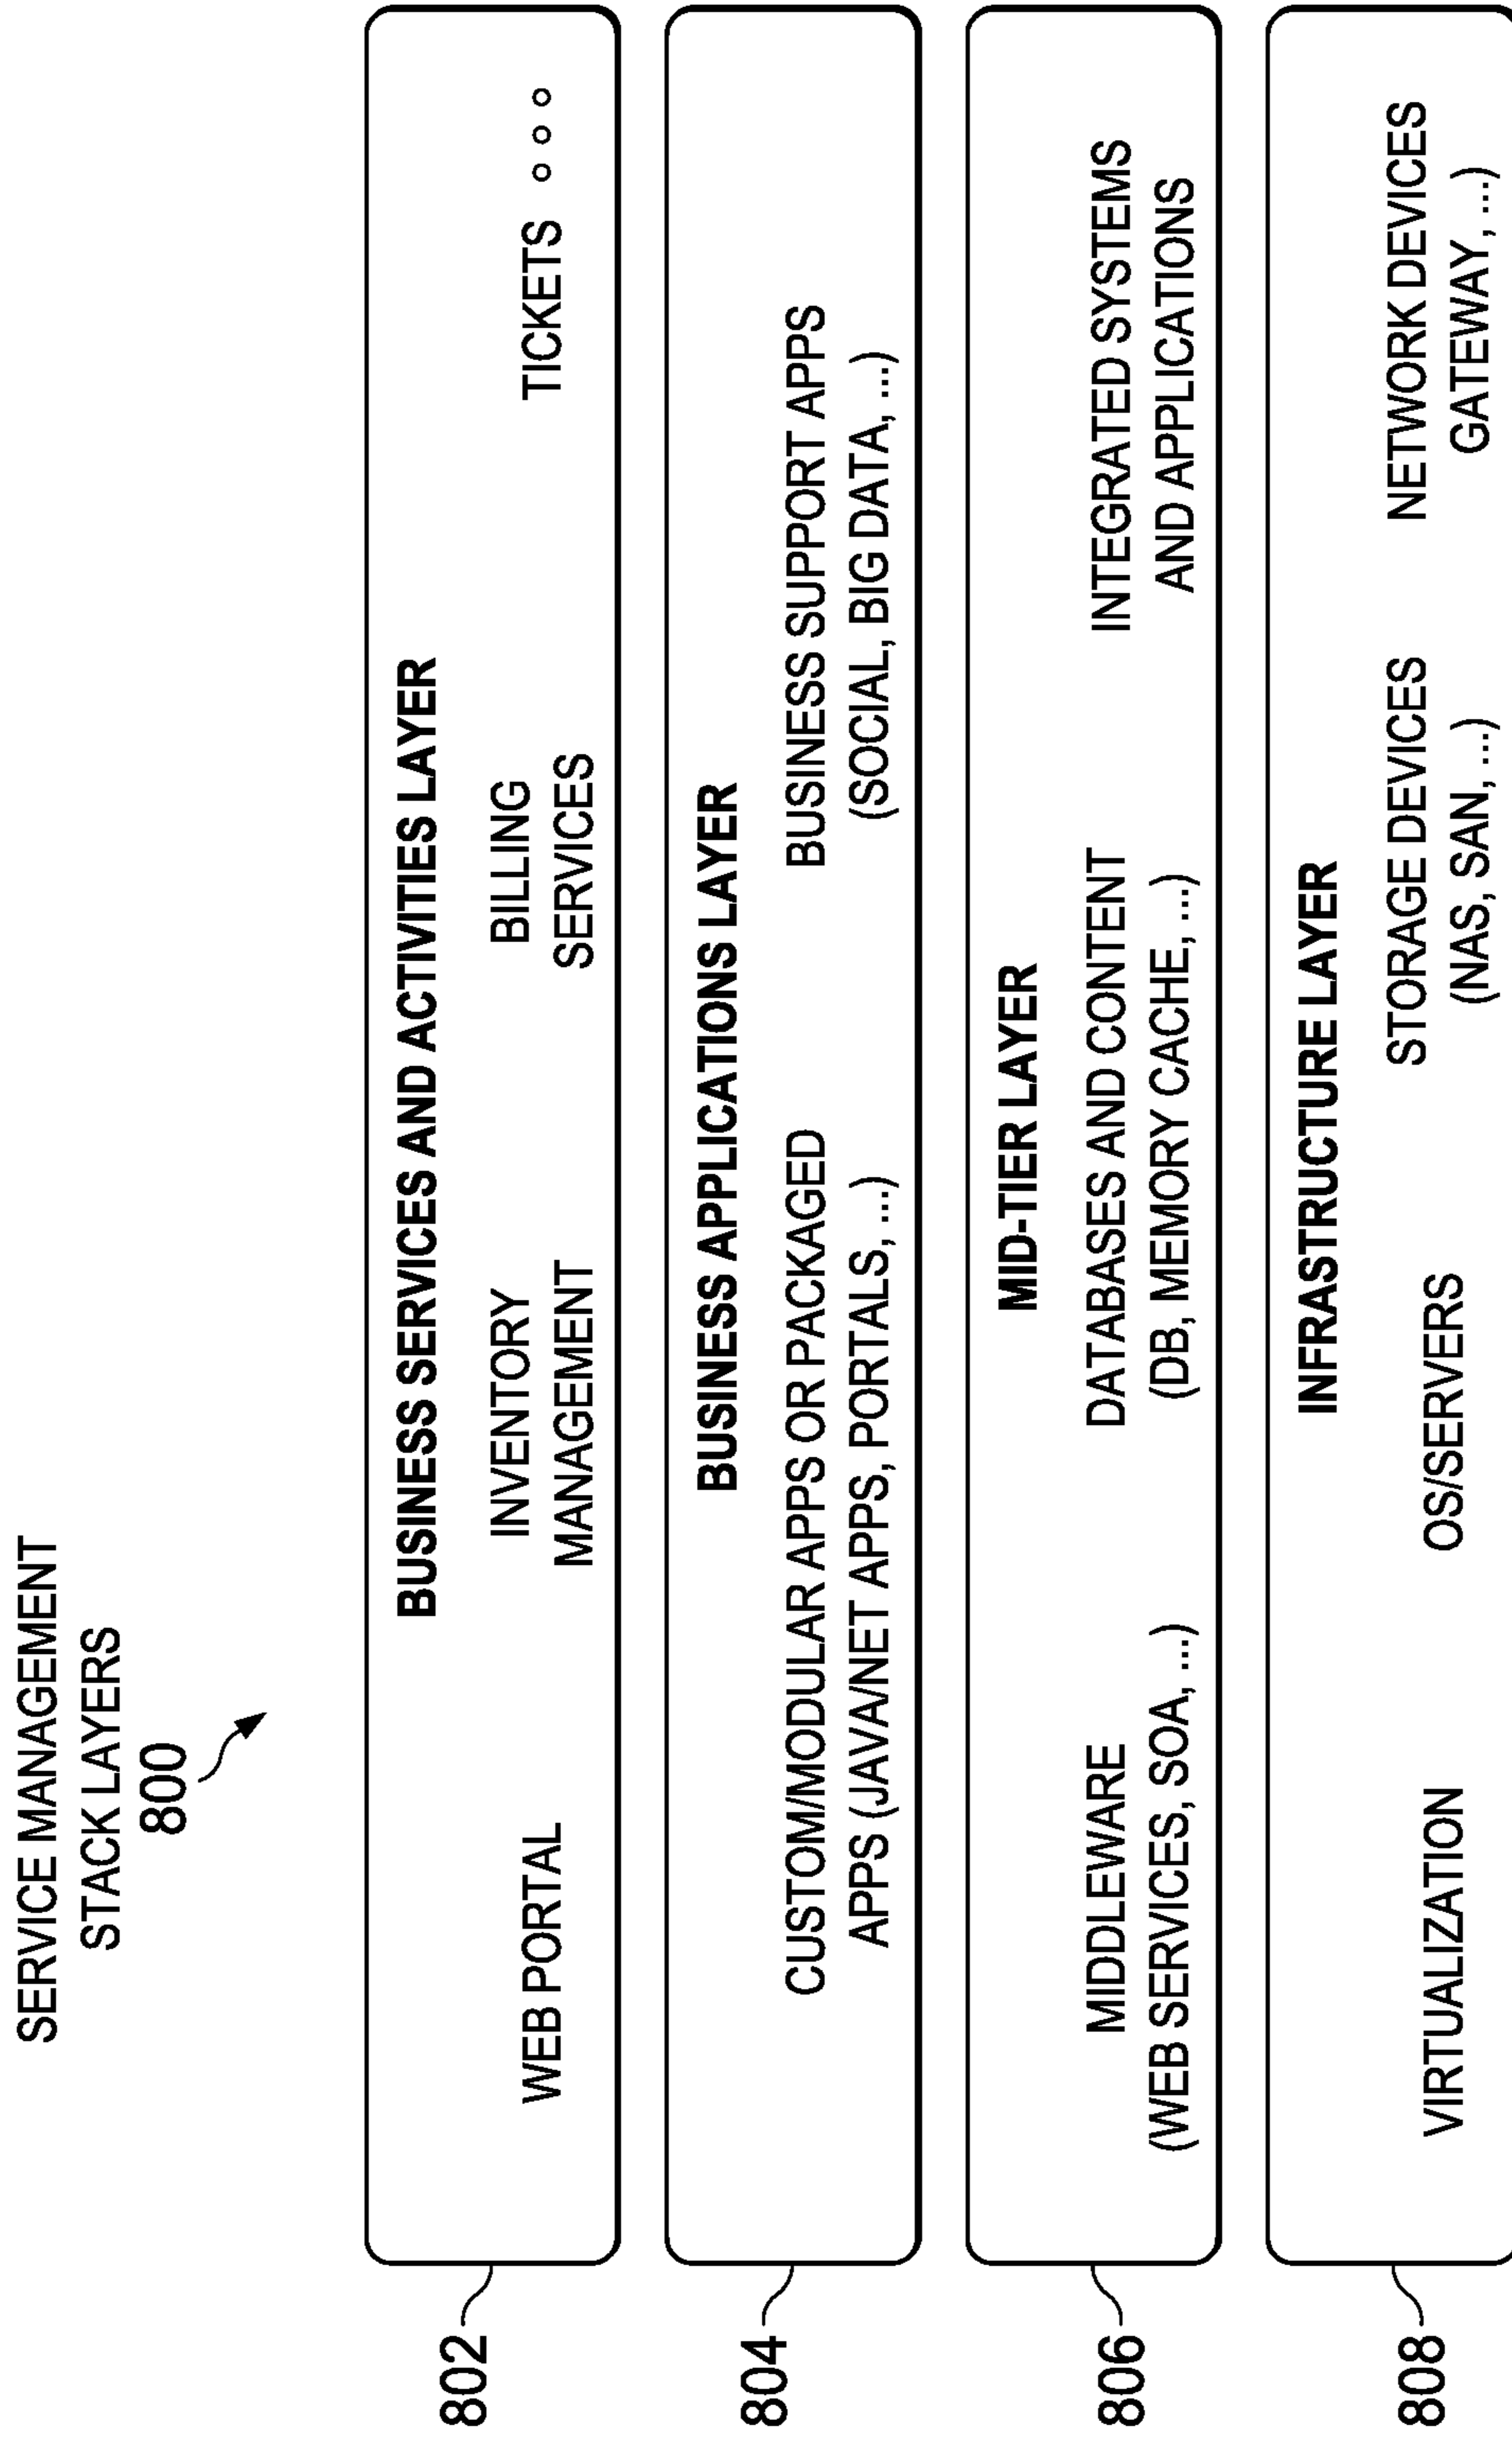 SERVICE MANAGEMENT
STACK LAYERS
800
802
BUSINESS SERVICES AND ACTIVITIES LAYER
WEB PORTAL
INVENTORY
MANAGEMENT
BILLING
SERVICES
TICKETS
804
BUSINESS APPLICATIONS LAYER
CUSTOM/MODULAR APPS OR PACKAGED
APPS (JAVA/NET APPS, PORTALS, ...)
BUSINESS SUPPORT APPS
(SOCIAL, BIG DATA, ...)
806
MID-TIER LAYER
MIDDLEWARE
(WEB SERVICES, SOA, ...)
DATABASES AND CONTENT
(DB, MEMORY CACHE, ...)
INTEGRATED SYSTEMS
AND APPLICATIONS
808
INFRASTRUCTURE LAYER
VIRTUALIZATION
OS/SERVERS
STORAGE DEVICES
(NAS, SAN, ...)
NETWORK DEVICES
GATEWAY, ...)